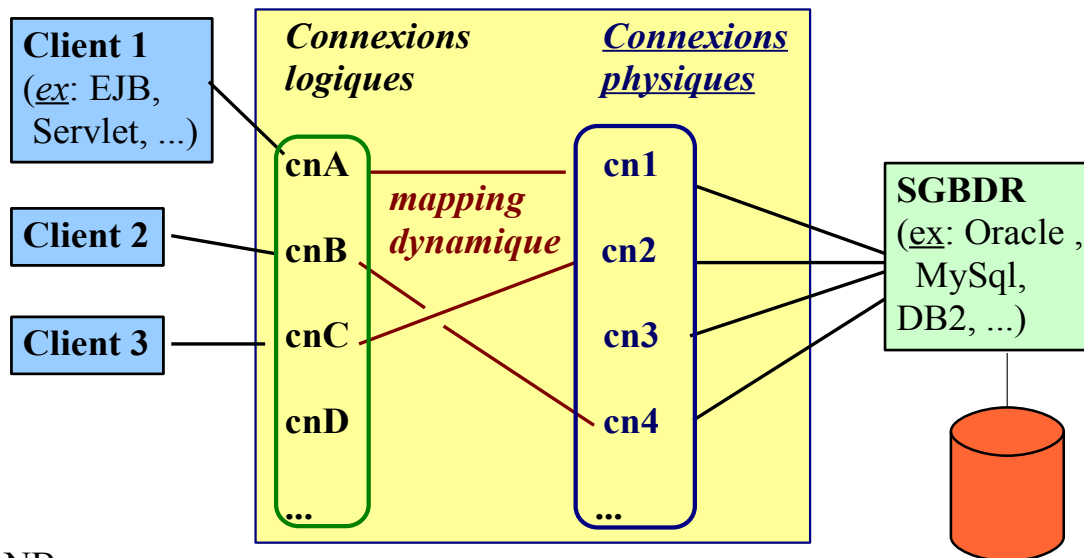 Client 1
(ex: EJB,
Servlet, ...)
Client 2
Client 3
Connexions
logiques
cnA
cnB
cnC
cnD
...
mapping
dynamique
Connexions
physiques
cn1
cn2
cn3
cn4
...
SGBDR
(ex: Oracle ,
MySql,
DB2, ...)